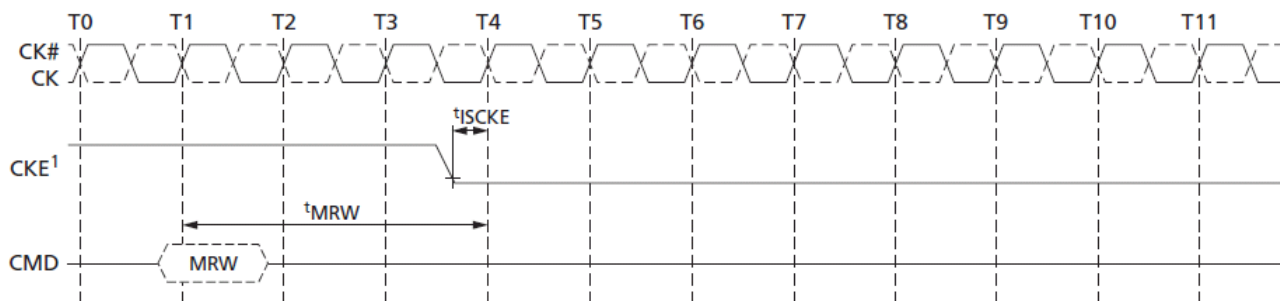 T0 T1 T2 T3 T4 T5 T6 T7 T8 T9 T10 T11
CK#
CK
tISCKE
CKE1
tMRW
CMD MRW